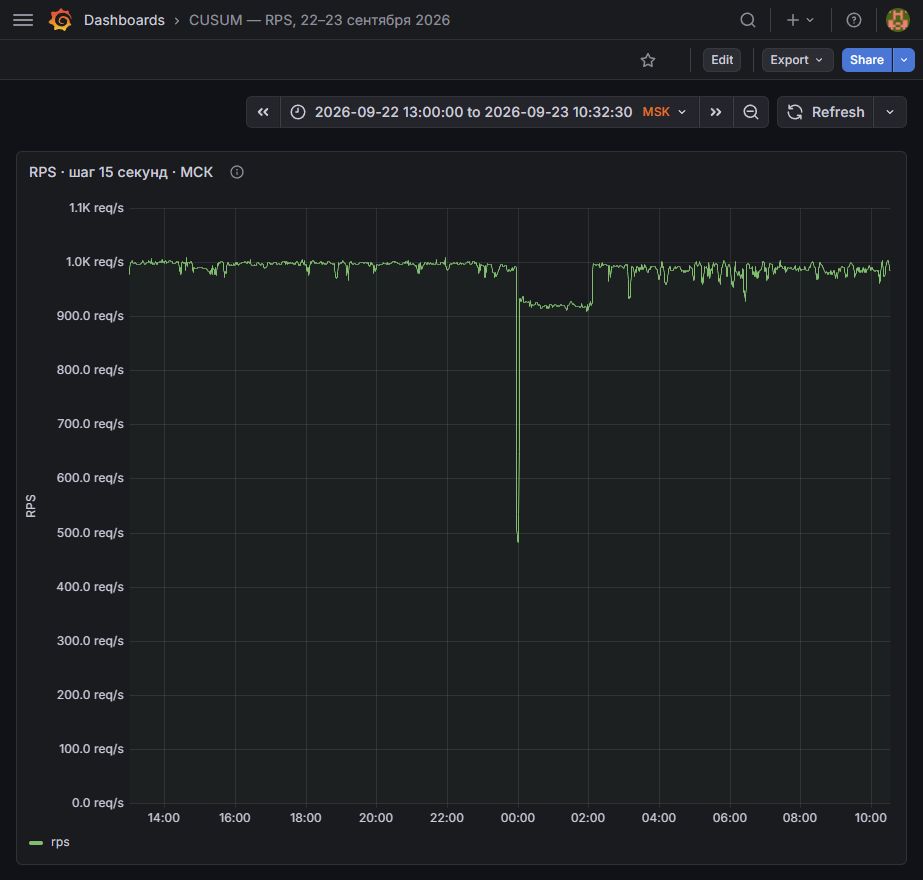 Dashboards › CUSUM — RPS, 22–23 сентября 2026
Edit Export Share
2026-09-22 13:00:00 to 2026-09-23 10:32:30 MSK Refresh
RPS · шаг 15 секунд · МСК
1.1K req/s
1.0K req/s
900.0 req/s
800.0 req/s
700.0 req/s
600.0 req/s
500.0 req/s
400.0 req/s
300.0 req/s
200.0 req/s
100.0 req/s
0.0 req/s
RPS
14:00 16:00 18:00 20:00 22:00 00:00 02:00 04:00 06:00 08:00 10:00
rps